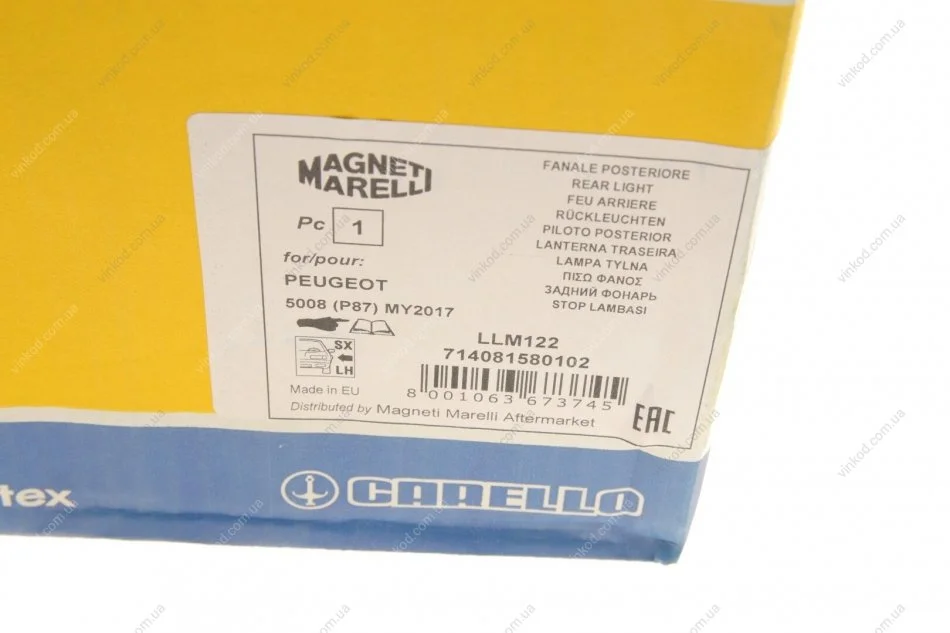 MAGNETI
MARELLI
Pc 1
for/pour:
PEUGEOT
5008 (P87) MY2017
SX
LH
Made in EU
Distributed by Magneti Marelli Aftermarket
FANALE POSTERIORE
REAR LIGHT
FEU ARRIERE
RÜCKLEUCHTEN
PILOTO POSTERIOR
LANTERNA TRASEIRA
LAMPA TYLNA
ΠΙΣΩ ΦΑΝΟΣ
ЗАДНИЙ ФОНАРЬ
STOP LAMBASI
LLM122
714081580102
8 001063 673745
EAC
tex
CARELLO
vinkod.com.ua